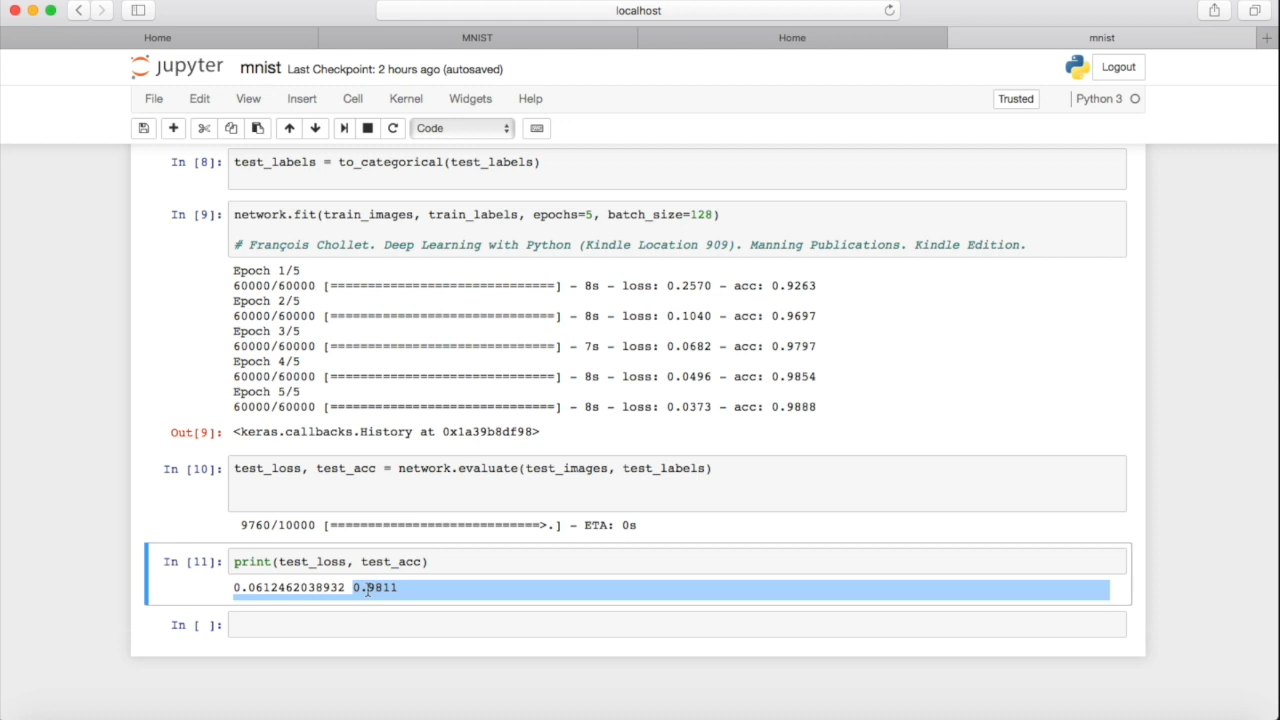 localhost
Home
MNIST
Home
mnist
jupyter mnist Last Checkpoint: 2 hours ago (autosaved)
Logout
File Edit View Insert Cell Kernel Widgets Help
Trusted
Python 3
Code
In [8]: test_labels = to_categorical(test_labels)
In [9]: network.fit(train_images, train_labels, epochs=5, batch_size=128)
# François Chollet. Deep Learning with Python (Kindle Location 909). Manning Publications. Kindle Edition.
Epoch 1/5
60000/60000 [==============================] - 8s - loss: 0.2570 - acc: 0.9263
Epoch 2/5
60000/60000 [==============================] - 8s - loss: 0.1040 - acc: 0.9697
Epoch 3/5
60000/60000 [==============================] - 7s - loss: 0.0682 - acc: 0.9797
Epoch 4/5
60000/60000 [==============================] - 8s - loss: 0.0496 - acc: 0.9854
Epoch 5/5
60000/60000 [==============================] - 8s - loss: 0.0373 - acc: 0.9888
Out[9]: <keras.callbacks.History at 0x1a39b8df98>
In [10]: test_loss, test_acc = network.evaluate(test_images, test_labels)
9760/10000 [============================>.] - ETA: 0s
In [11]: print(test_loss, test_acc)
0.0612462038932 0.9811
In [ ]: